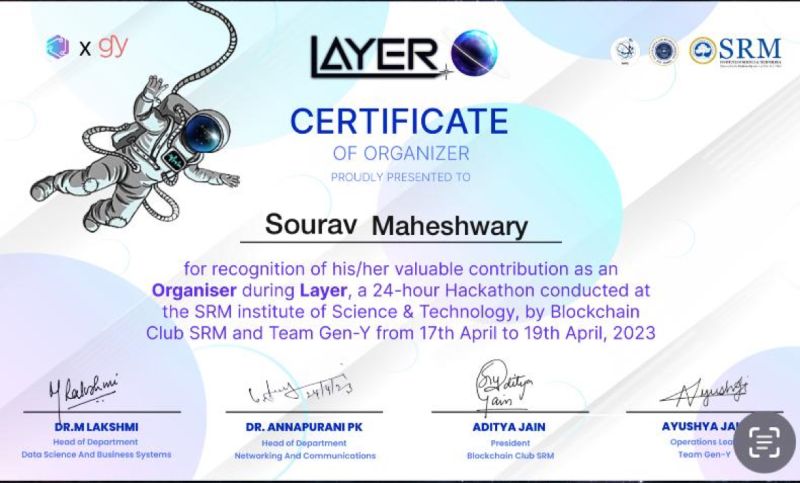 x gy
LAYER
SRM
CERTIFICATE
OF ORGANIZER
PROUDLY PRESENTED TO
Sourav Maheshwary
for recognition of his/her valuable contribution as an
Organiser during Layer, a 24-hour Hackathon conducted at
the SRM institute of Science & Technology, by Blockchain
Club SRM and Team Gen-Y from 17th April to 19th April, 2023
M Lakshmi
24/4/23
Aditya
Jain
Ayushya
DR.M LAKSHMI
Head of Department
Data Science And Business Systems
DR. ANNAPURANI PK
Head of Department
Networking And Communications
ADITYA JAIN
President
Blockchain Club SRM
AYUSHYA
Operations
Team Gen-Y